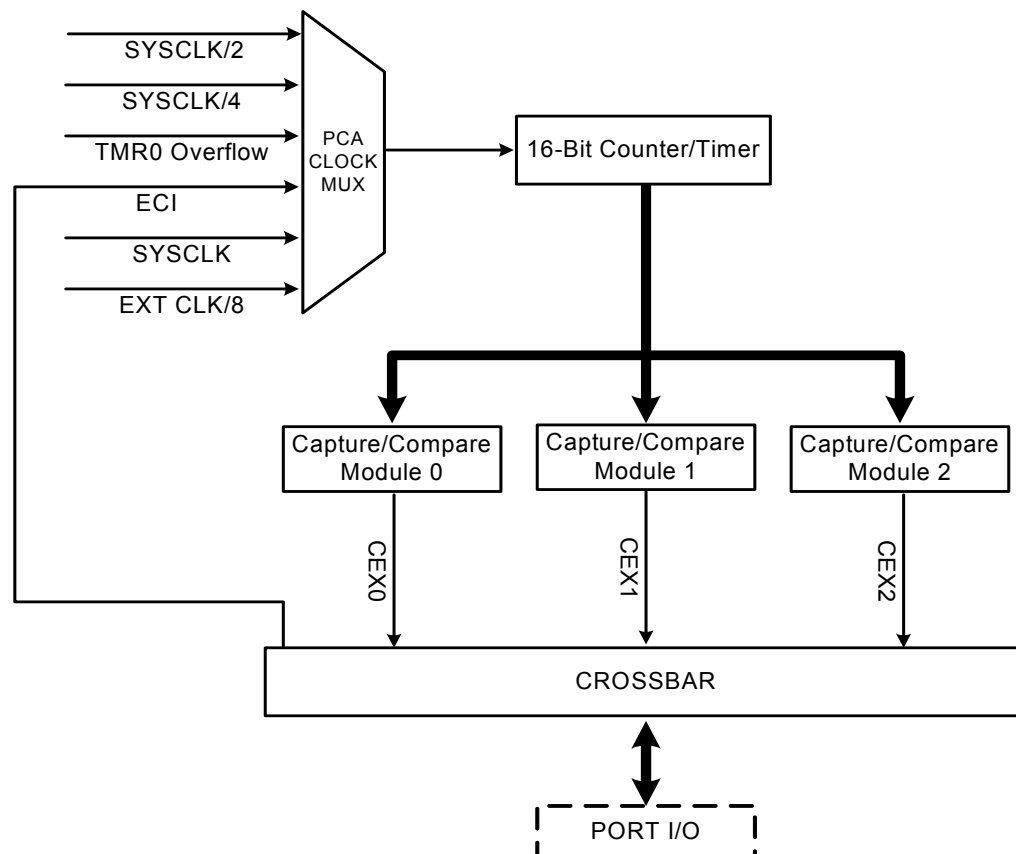 SYSCLK/2
SYSCLK/4
TMR0 Overflow
ECI
SYSCLK
EXT CLK/8
PCA
CLOCK
MUX
16-Bit Counter/Timer
Capture/Compare
Module 0
Capture/Compare
Module 1
Capture/Compare
Module 2
CEX0
CEX1
CEX2
CROSSBAR
PORT I/O